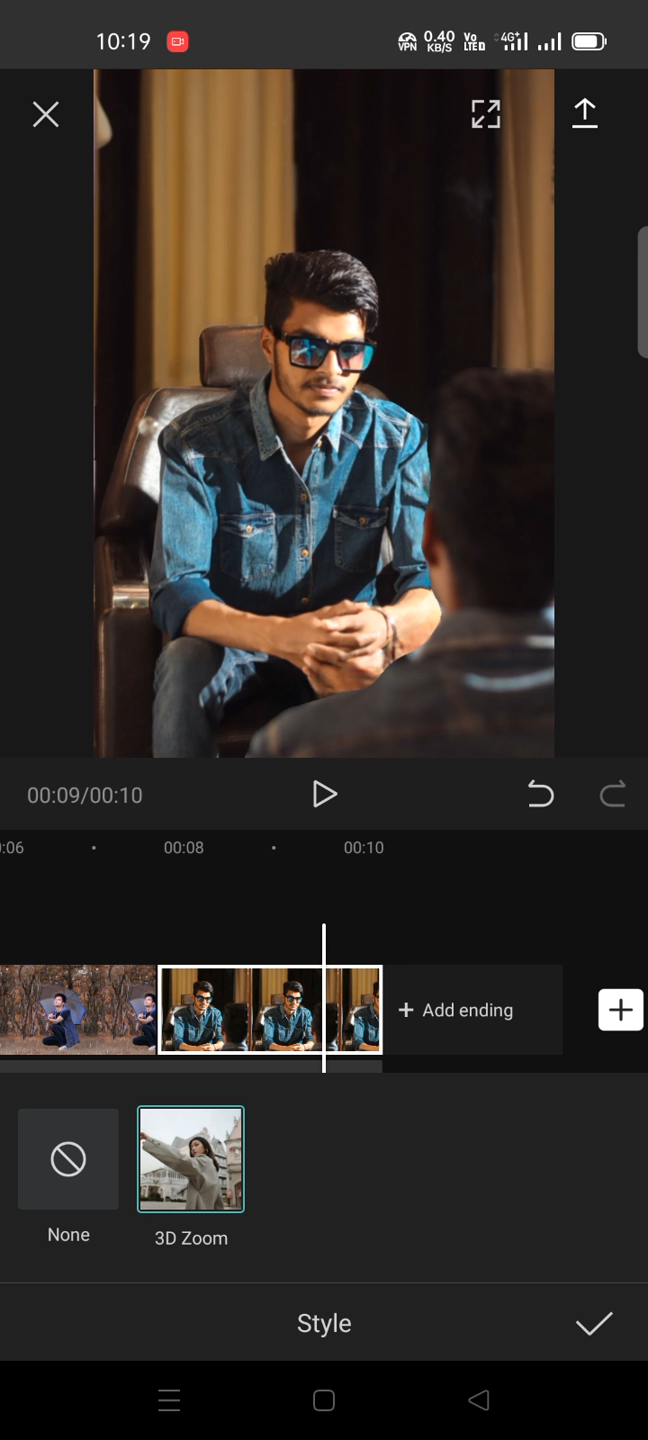 10:19
VPN 0.40 KB/S Vo LTE 4G+
00:09/00:10
:06 00:08 00:10
+ Add ending
None
3D Zoom
Style